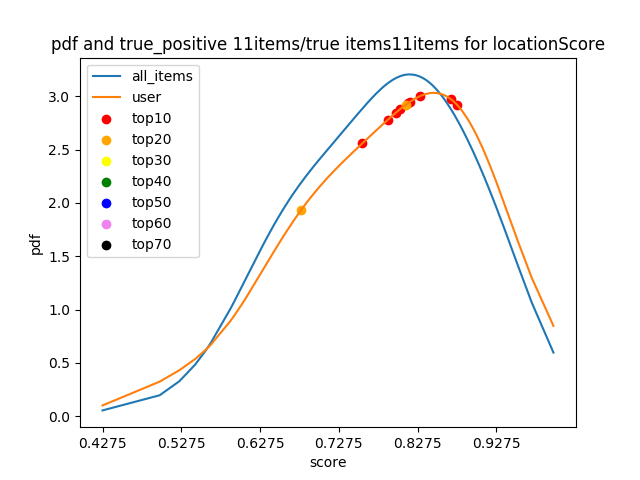 pdf and true_positive 11items/true items11items for locationScore
all_items
user
top10
top20
top30
top40
top50
top60
top70
pdf
3.0
2.5
2.0
1.5
1.0
0.5
0.0
0.4275 0.5275 0.6275 0.7275 0.8275 0.9275
score